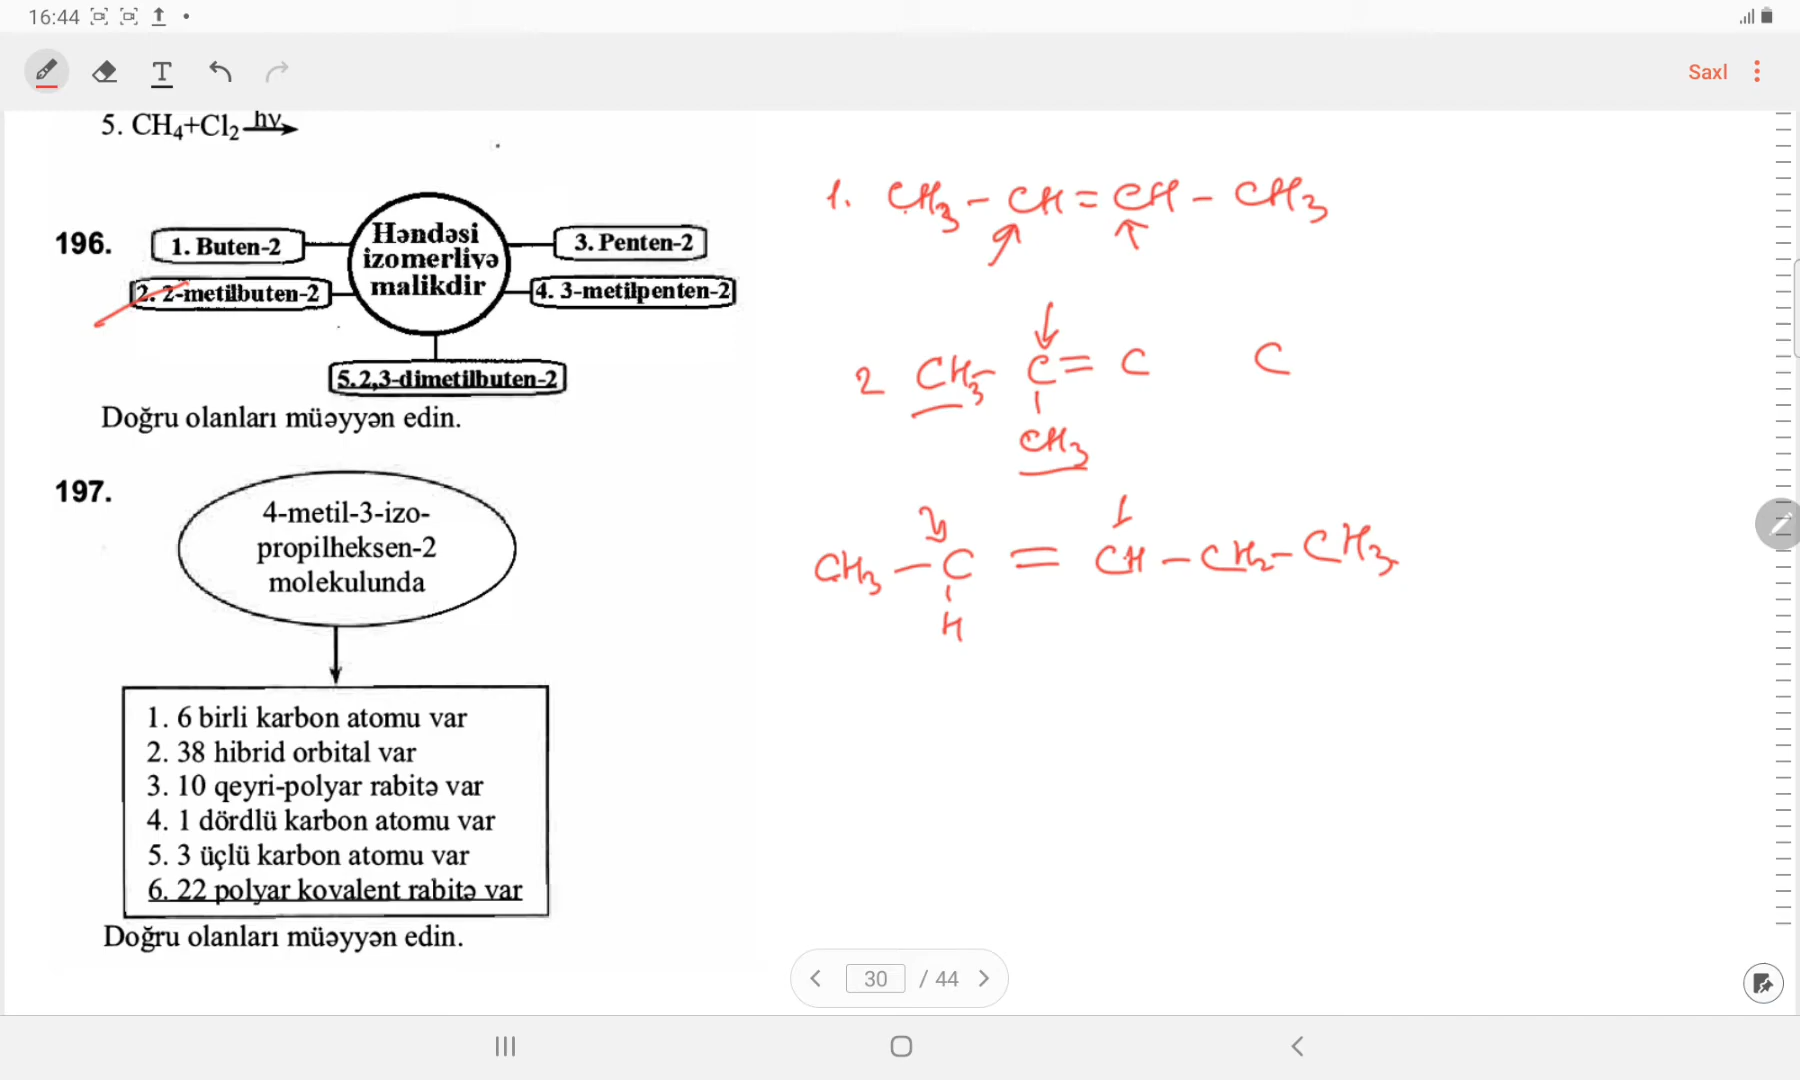 16:44
Saxl
5. CH₄+Cl₂ hν→
196.
1. Buten-2
2. 2-metilbuten-2
Həndəsi
izomerliyə
malikdir
3. Penten-2
4. 3-metilpenten-2
5. 2,3-dimetilbuten-2
Doğru olanları müəyyən edin.
197.
4-metil-3-izo-
propilheksen-2
molekulunda
1. 6 birli karbon atomu var
2. 38 hibrid orbital var
3. 10 qeyri-polyar rabitə var
4. 1 dördlü karbon atomu var
5. 3 üçlü karbon atomu var
6. 22 polyar kovalent rabitə var
Doğru olanları müəyyən edin.
1. CH₃ - CH = CH - CH₃
2 CH₃ - C = C C
CH₃
CH₃ - C = CH - CH₂ - CH₃
H
30 / 44